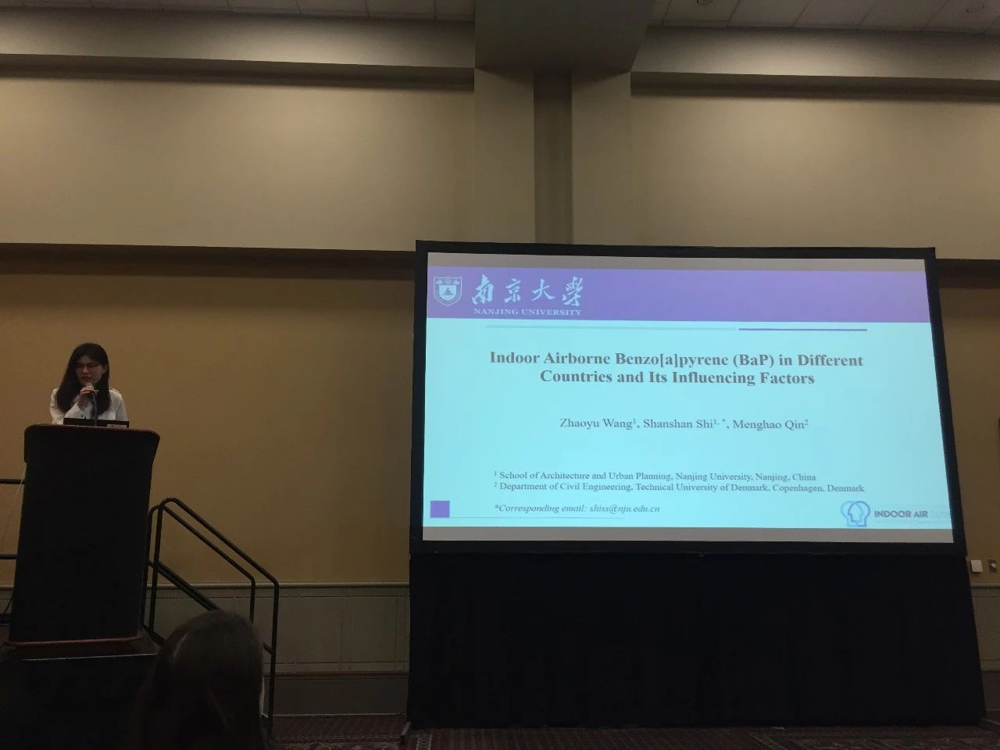 南京大學
NANJING UNIVERSITY
Indoor Airborne Benzo[a]pyrene (BaP) in Different
Countries and Its Influencing Factors
Zhaoyu Wang¹, Shanshan Shi¹˒*, Menghao Qin²
¹ School of Architecture and Urban Planning, Nanjing University, Nanjing, China
² Department of Civil Engineering, Technical University of Denmark, Copenhagen, Denmark
*Corresponding email: shiss@nju.edu.cn
INDOOR AIR